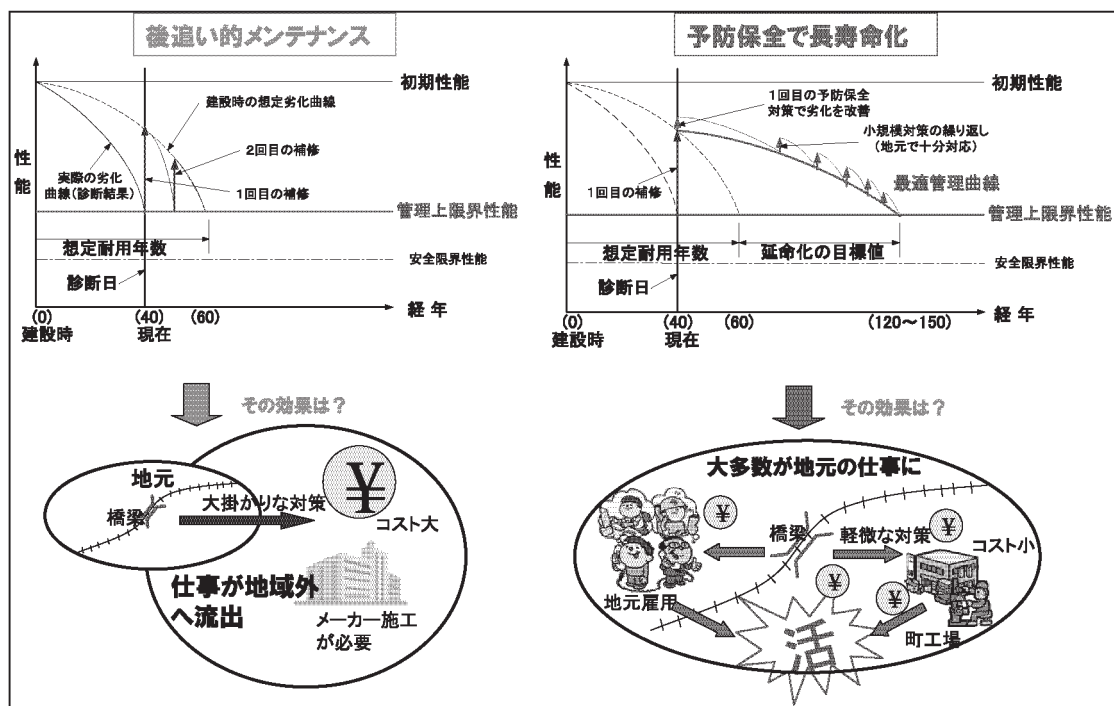 後追い的メンテナンス
初期性能
建設時の想定劣化曲線
2回目の補修
性能
実際の劣化
曲線(診断結果)
1回目の補修
管理上限界性能
想定耐用年数
安全限界性能
診断日
経年
(0)
(40)
(60)
建設時
現在
その効果は?
地元
橋梁
大掛かりな対策
¥
コスト大
仕事が地域外
へ流出
メーカー施工
が必要
予防保全で長寿命化
初期性能
1回目の予防保全
対策で劣化を改善
小規模対策の繰り返し
(地元で十分対応)
性能
最適管理曲線
1回目の補修
管理上限界性能
想定耐用年数
延命化の目標値
安全限界性能
診断日
経年
(0)
(40)
(60)
(120〜150)
建設時
現在
その効果は?
大多数が地元の仕事に
¥
橋梁
軽微な対策
¥
コスト小
¥
¥
地元雇用
活
町工場